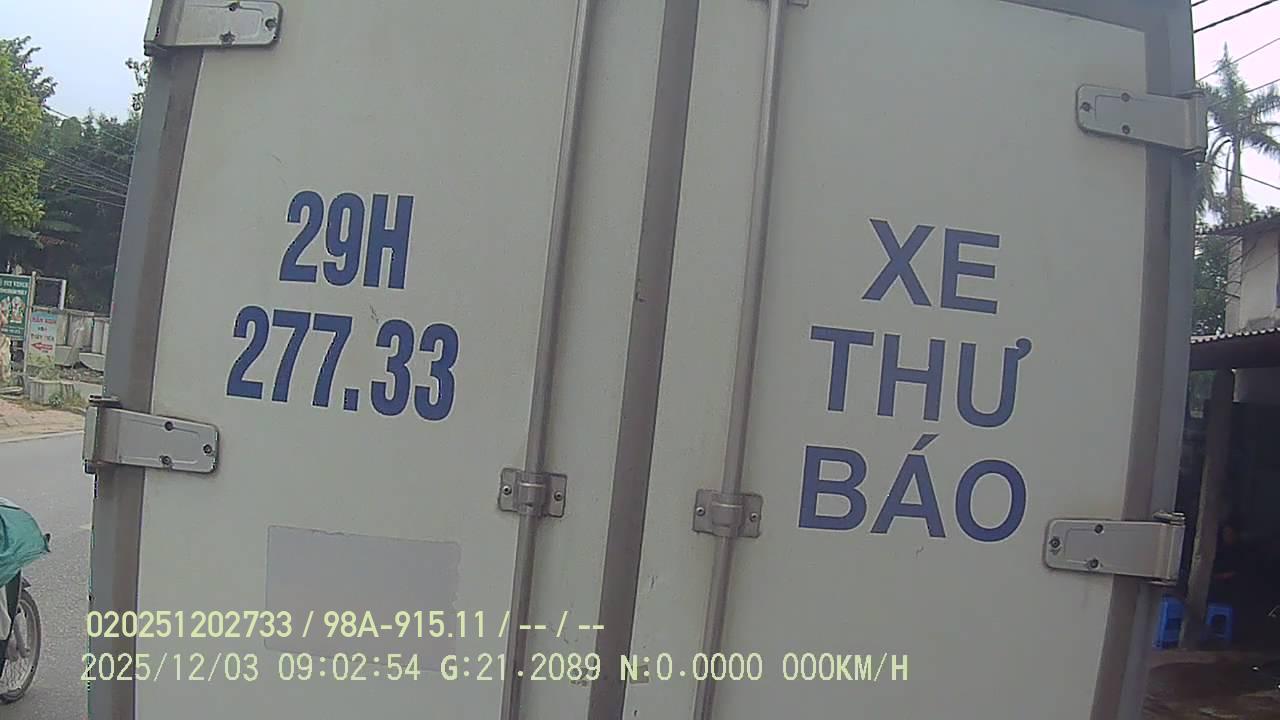 29H
277.33
XE
THƯ
BÁO
020251202733 / 98A-915.11 / -- / --
2025/12/03 09:02:54 G:21.2089 N:0.0000 000KM/H